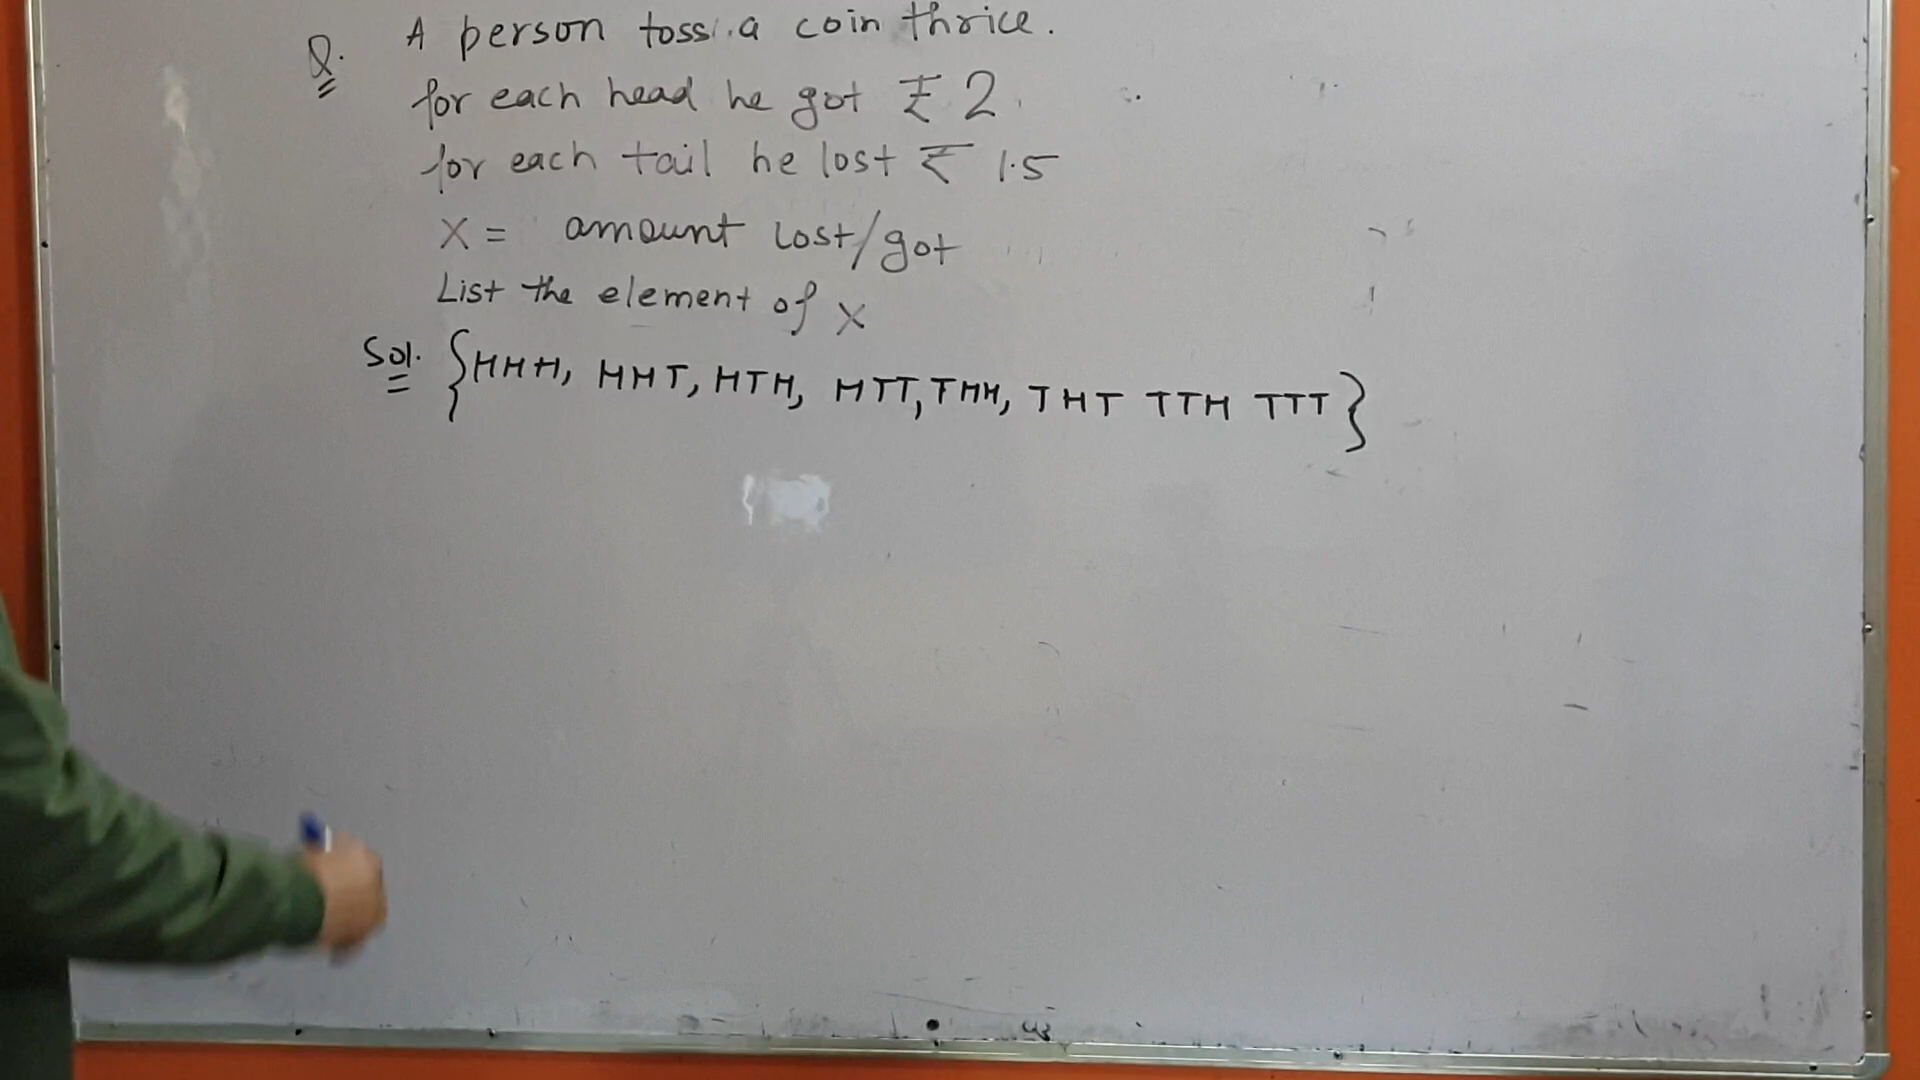 Q. A person toss a coin thrice.
for each head he got ₹ 2.
for each tail he lost ₹ 1.5
X = amount lost/got
List the element of X
Sol. {HHH, HHT, HTH, HTT, THH, THT TTH TTT}